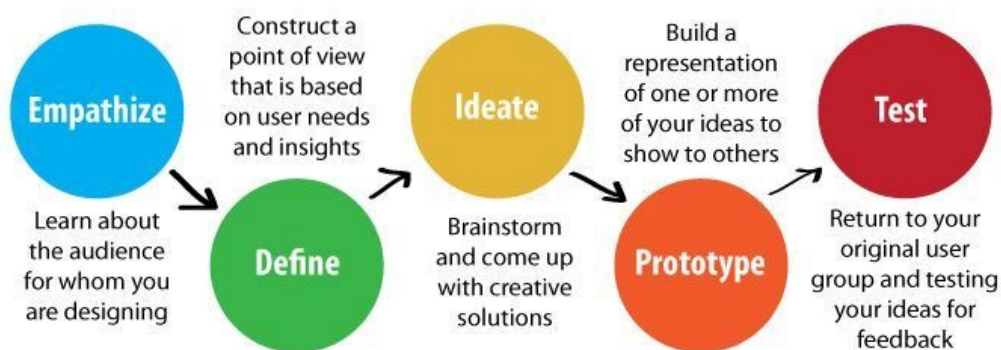 Empathize
Learn about
the audience
for whom you
are designing
Construct a
point of view
that is based
on user needs
and insights
Define
Ideate
Brainstorm
and come up
with creative
solutions
Build a
representation
of one or more
of your ideas to
show to others
Prototype
Test
Return to your
original user
group and testing
your ideas for
feedback